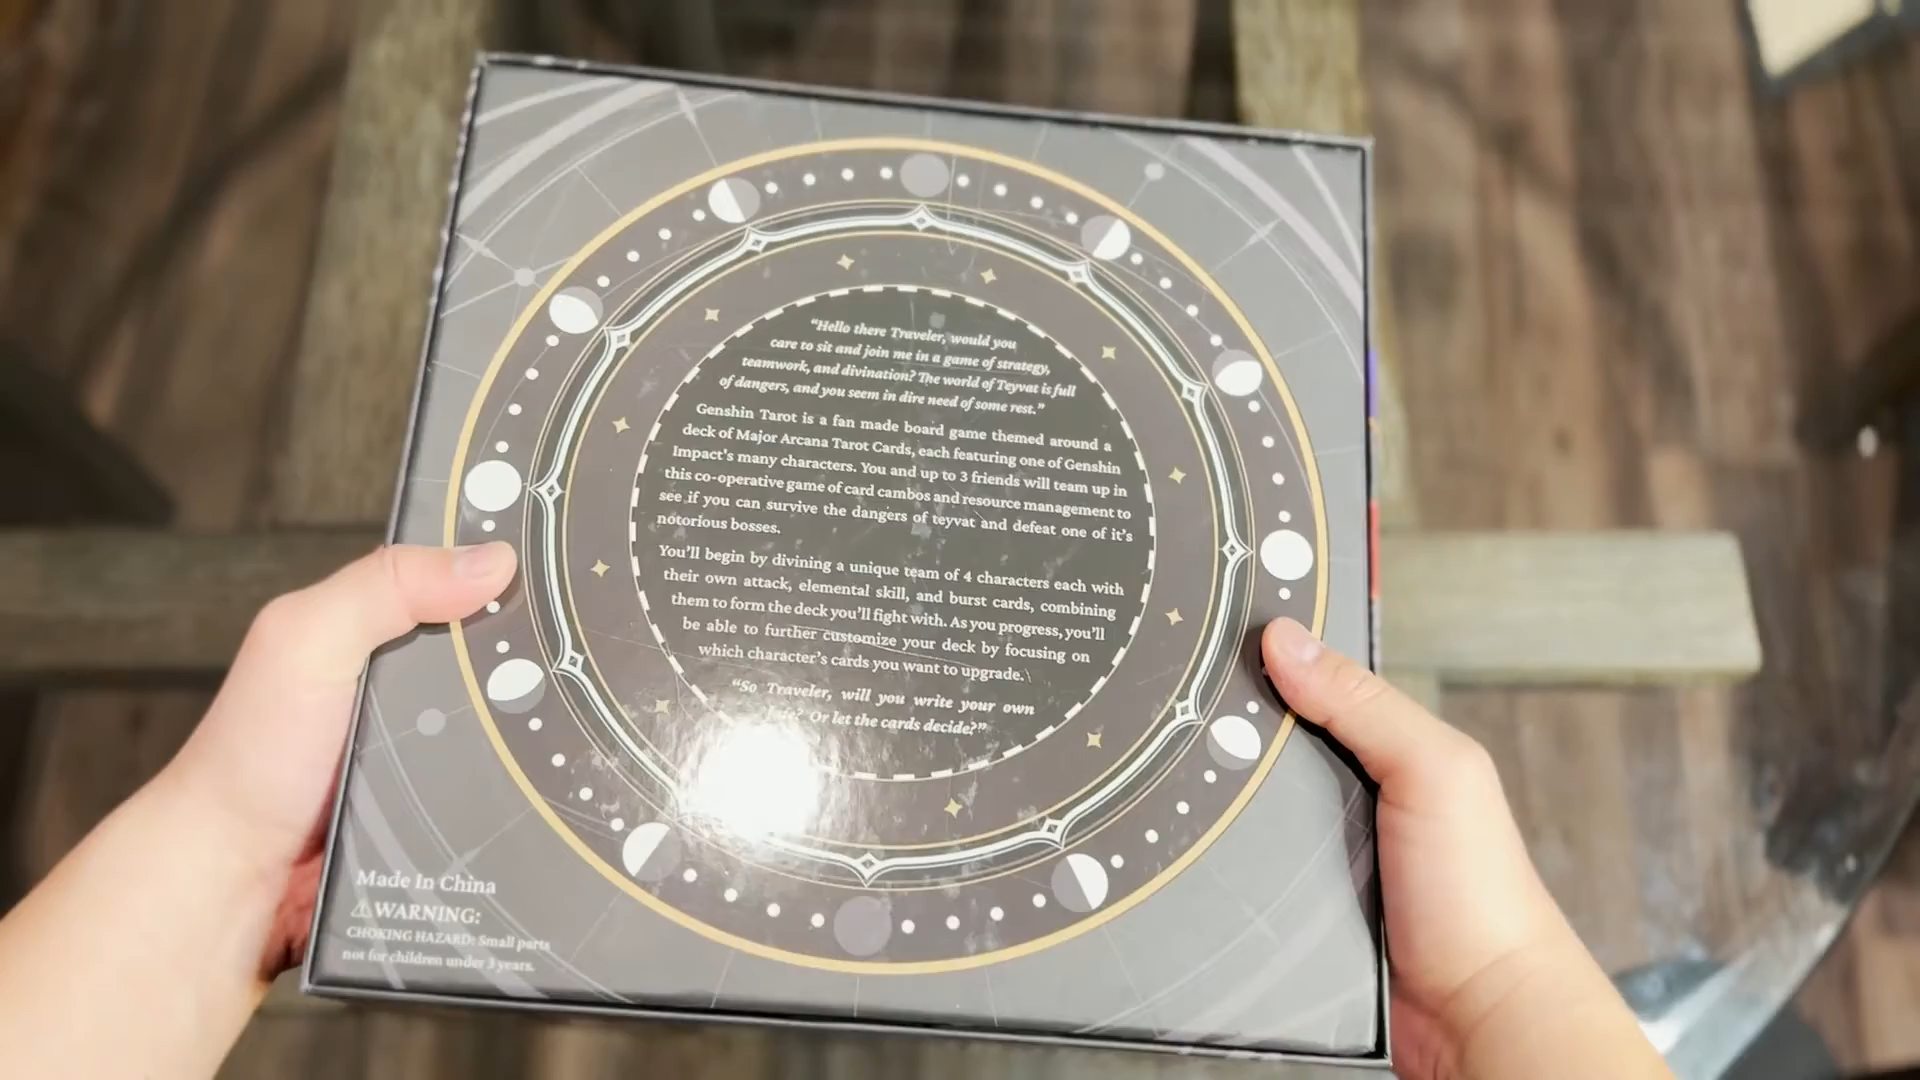 “Hello there Traveler, would you
care to sit and join me in a game of strategy,
teamwork, and divination? The world of Teyvat is full
of dangers, and you seem in dire need of some rest.”
Genshin Tarot is a fan made board game themed around a
deck of Major Arcana Tarot Cards, each featuring one of Genshin
Impact's many characters. You and up to 3 friends will team up in
this co-operative game of card cambos and resource management to
see if you can survive the dangers of teyvat and defeat one of it's
notorious bosses.
You’ll begin by divining a unique team of 4 characters each with
their own attack, elemental skill, and burst cards, combining
them to form the deck you’ll fight with. As you progress, you’ll
be able to further customize your deck by focusing on
which character’s cards you want to upgrade.
“So Traveler, will you write your own
Or let the cards decide?”
Made In China
⚠WARNING:
CHOKING HAZARD: Small parts
not for children under 3 years.